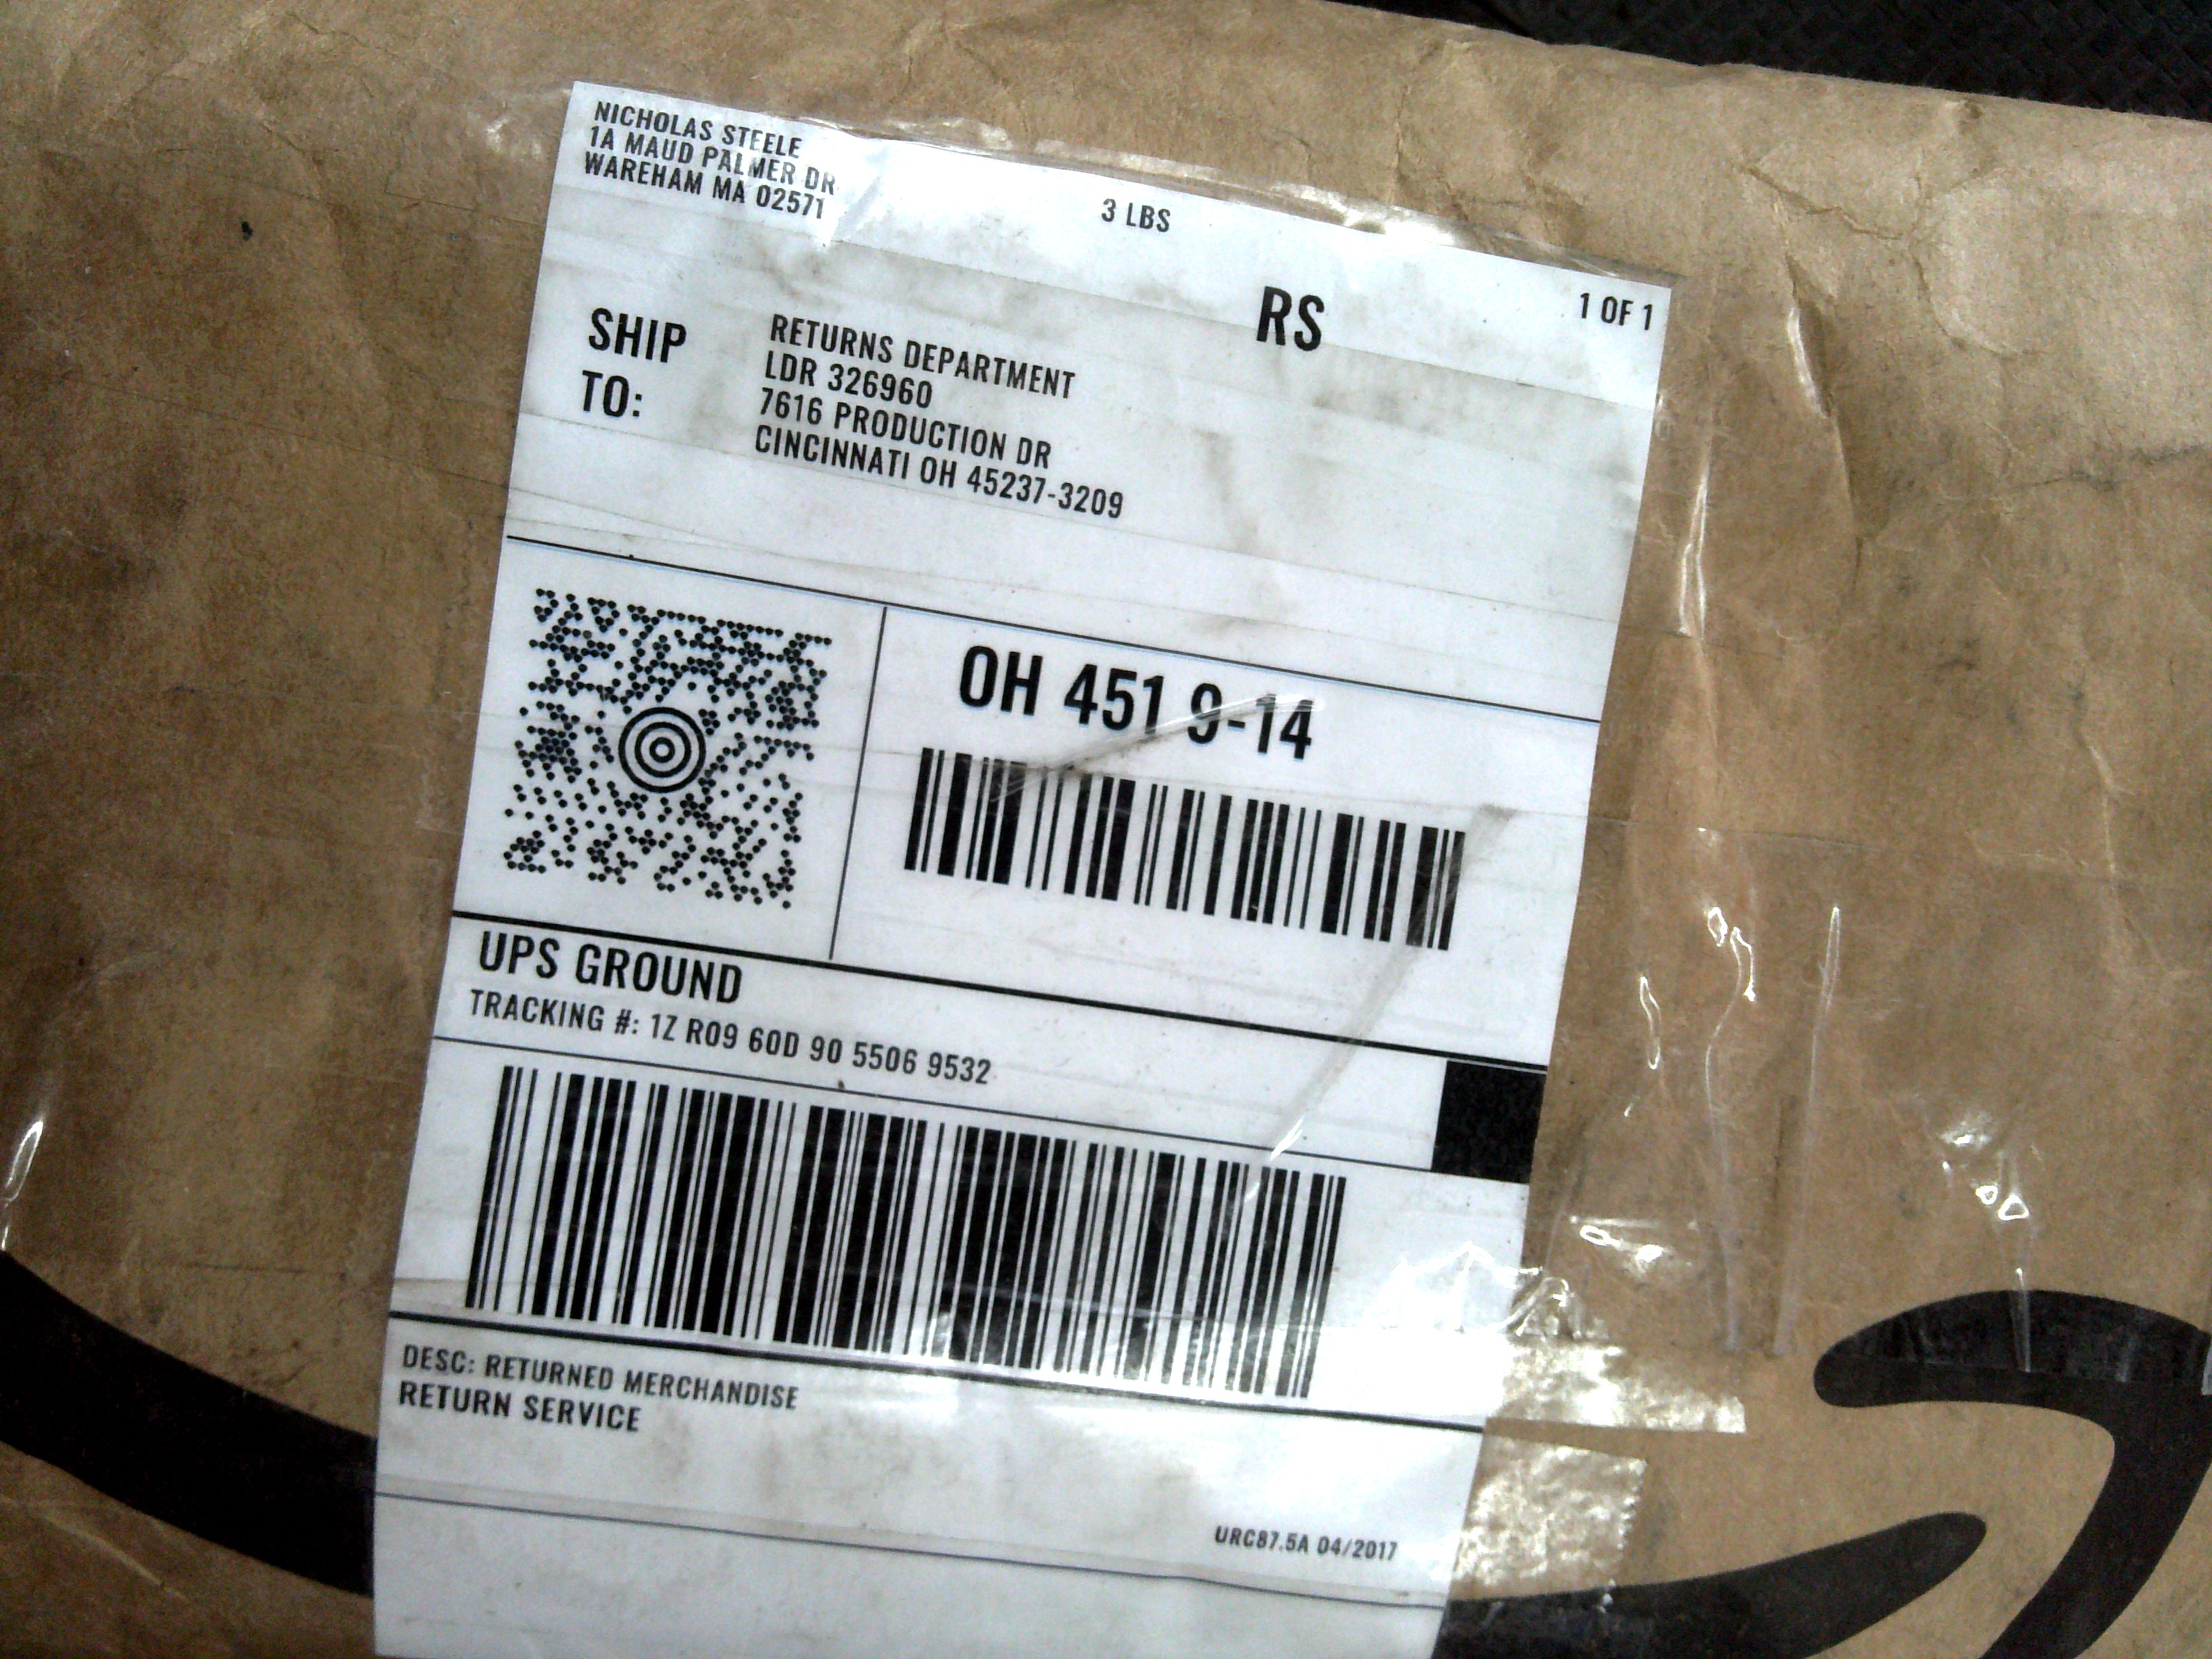 NICHOLAS STEELE
1A MAUD PALMER DR
WAREHAM MA 02571
3 LBS
RS
1 OF 1
SHIP
TO:
RETURNS DEPARTMENT
LDR 326960
7616 PRODUCTION DR
CINCINNATI OH 45237-3209
OH 451 9-14
UPS GROUND
TRACKING #: 1Z R09 60D 90 5506 9532
DESC: RETURNED MERCHANDISE
RETURN SERVICE
URC87.5A 04/2017